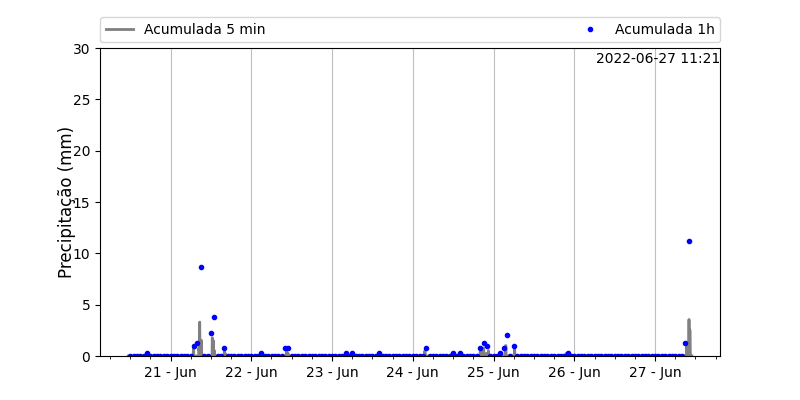 Acumulada 5 min
Acumulada 1h
2022-06-27 11:21
Precipitação (mm)
30
25
20
15
10
5
0
21 - Jun
22 - Jun
23 - Jun
24 - Jun
25 - Jun
26 - Jun
27 - Jun